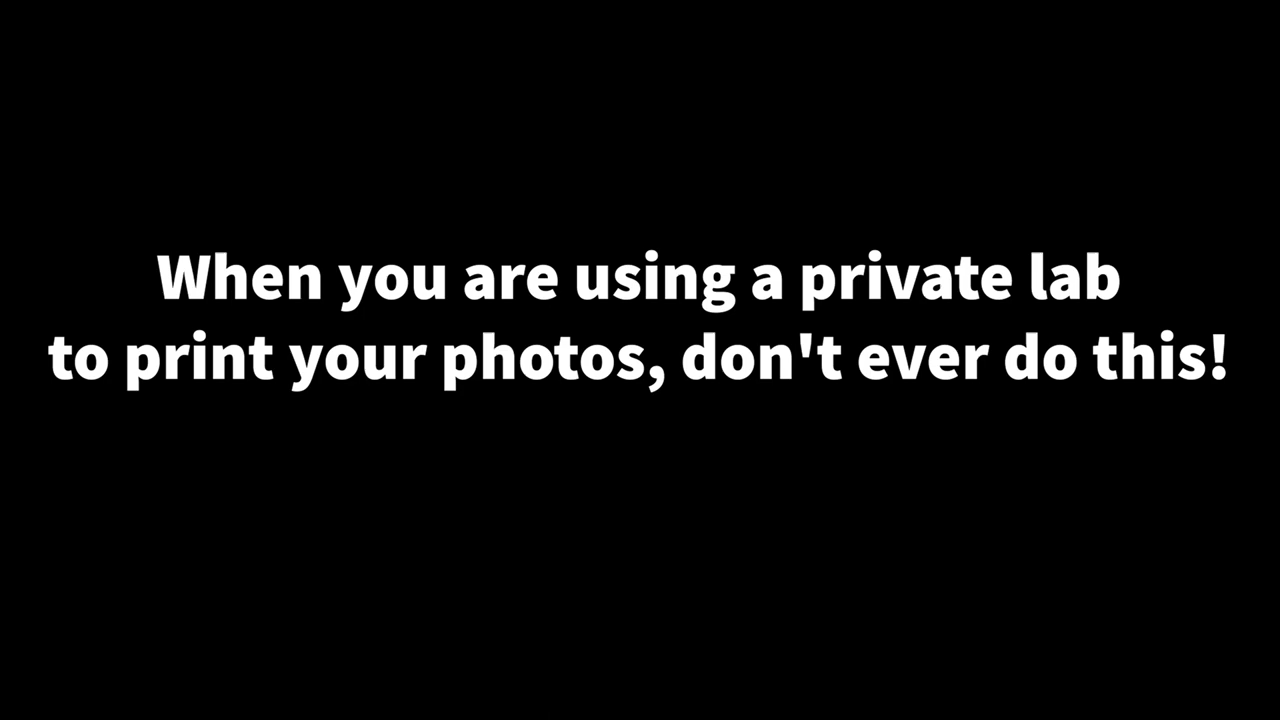 When you are using a private lab
to print your photos, don't ever do this!